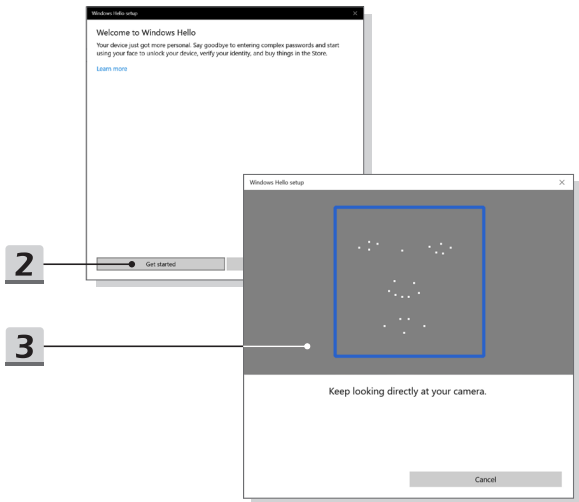 Windows Hello setup
Welcome to Windows Hello
Your device just got more personal. Say goodbye to entering complex passwords and start
using your face to unlock your device, verify your identity, and buy things in the Store.
Learn more
2
Get started
Windows Hello setup
3
Keep looking directly at your camera.
Cancel